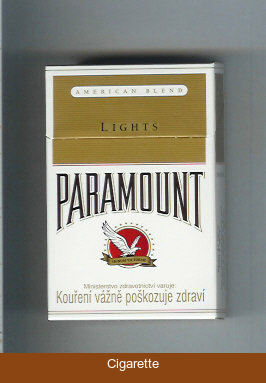 AMERICAN BLEND
LIGHTS
PARAMOUNT
Ministerstvo zdravotnictví varuje:
Kouření vážně poškozuje zdraví
Cigarette